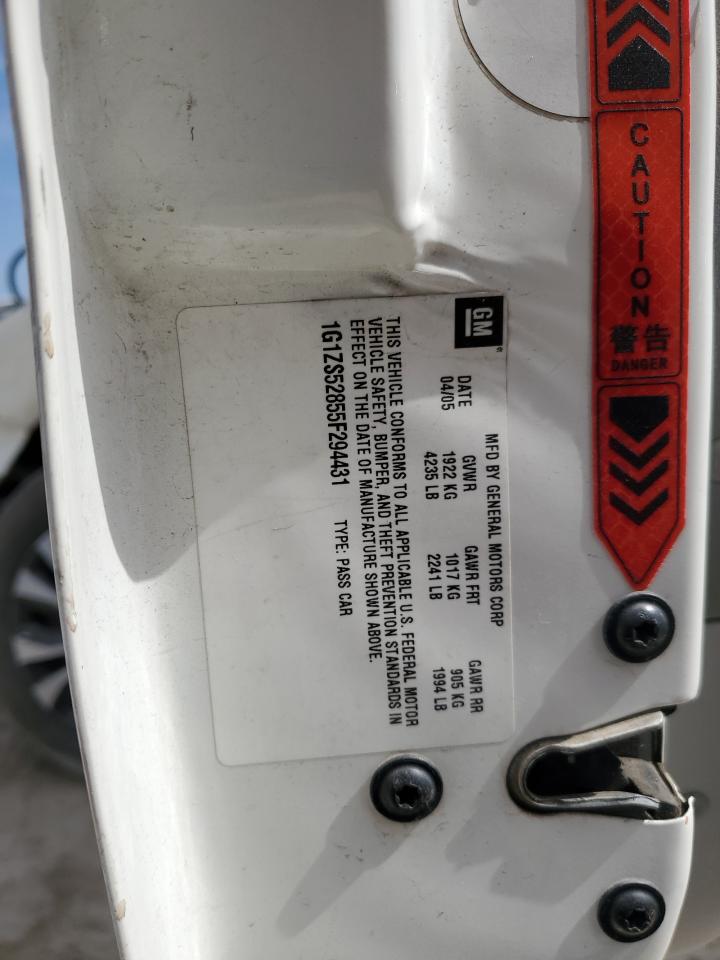 GM
MFD BY GENERAL MOTORS CORP
DATE GVWR GAWR FRT GAWR RR
04/05 1922 KG 1017 KG 905 KG
4235 LB 2241 LB 1994 LB
THIS VEHICLE CONFORMS TO ALL APPLICABLE U.S. FEDERAL MOTOR
VEHICLE SAFETY, BUMPER, AND THEFT PREVENTION STANDARDS IN
EFFECT ON THE DATE OF MANUFACTURE SHOWN ABOVE.
1G1ZS52855F294431 TYPE: PASS CAR
CAUTION
警告
DANGER